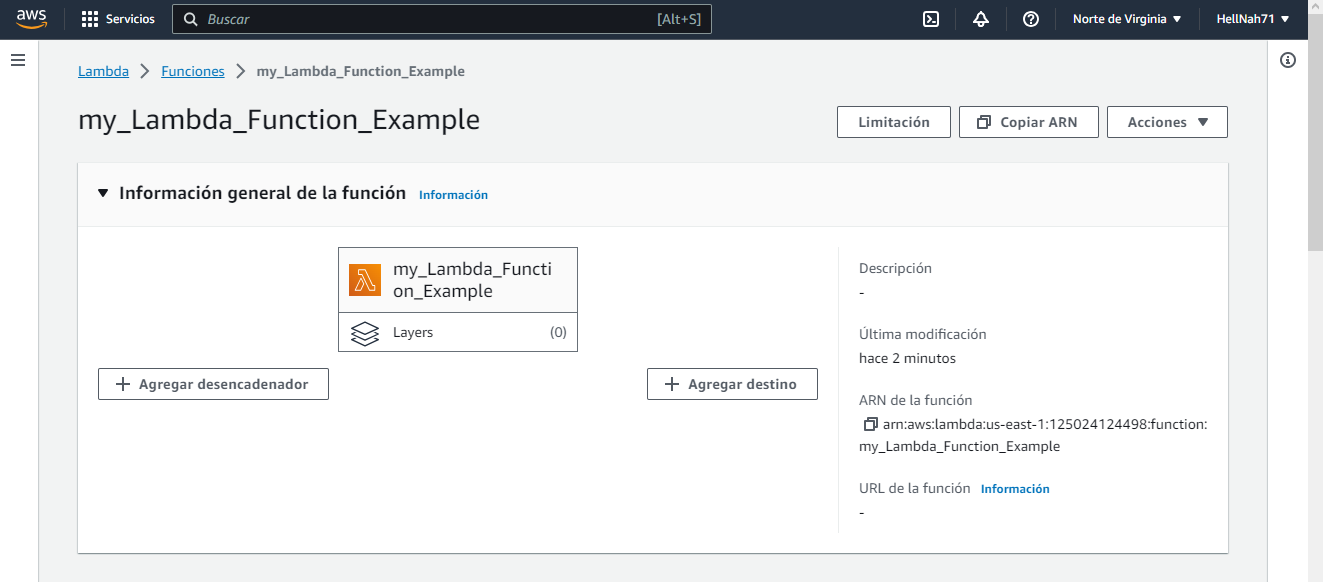 aws Servicios Buscar [Alt+S] Norte de Virginia HellNah71
Lambda Funciones my_Lambda_Function_Example
my_Lambda_Function_Example
Limitación Copiar ARN Acciones
Información general de la función Información
my_Lambda_Functi
on_Example
Layers (0)
Agregar desencadenador
Agregar destino
Descripción
-
Última modificación
hace 2 minutos
ARN de la función
arn:aws:lambda:us-east-1:125024124498:function:
my_Lambda_Function_Example
URL de la función Información
-